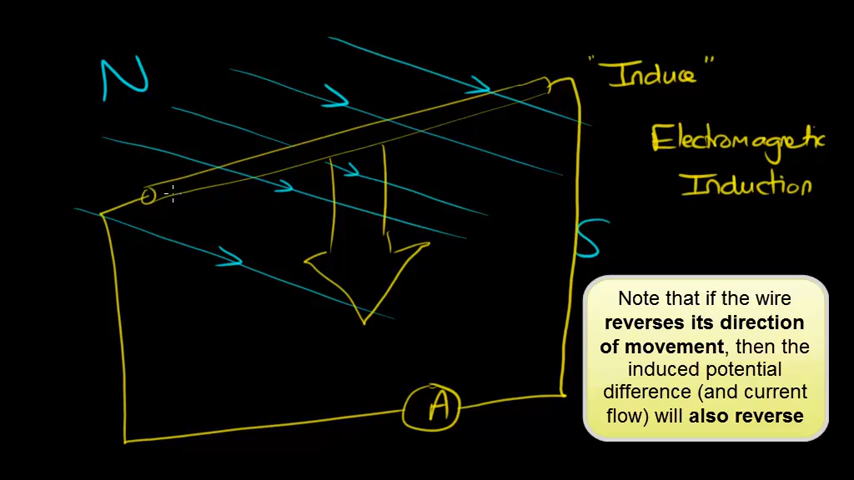 N
"Induce"
Electromagnetic
Induction
S
Note that if the wire
reverses its direction
of movement, then the
induced potential
difference (and current
flow) will also reverse
A